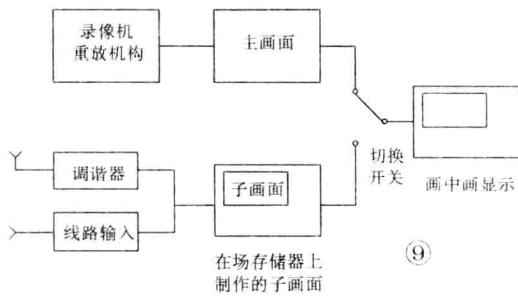 录像机
重放机构
主画面
调谐器
线路输入
子画面
切换
开关
画中画显示
在场存储器上
制作的子画面
⑨